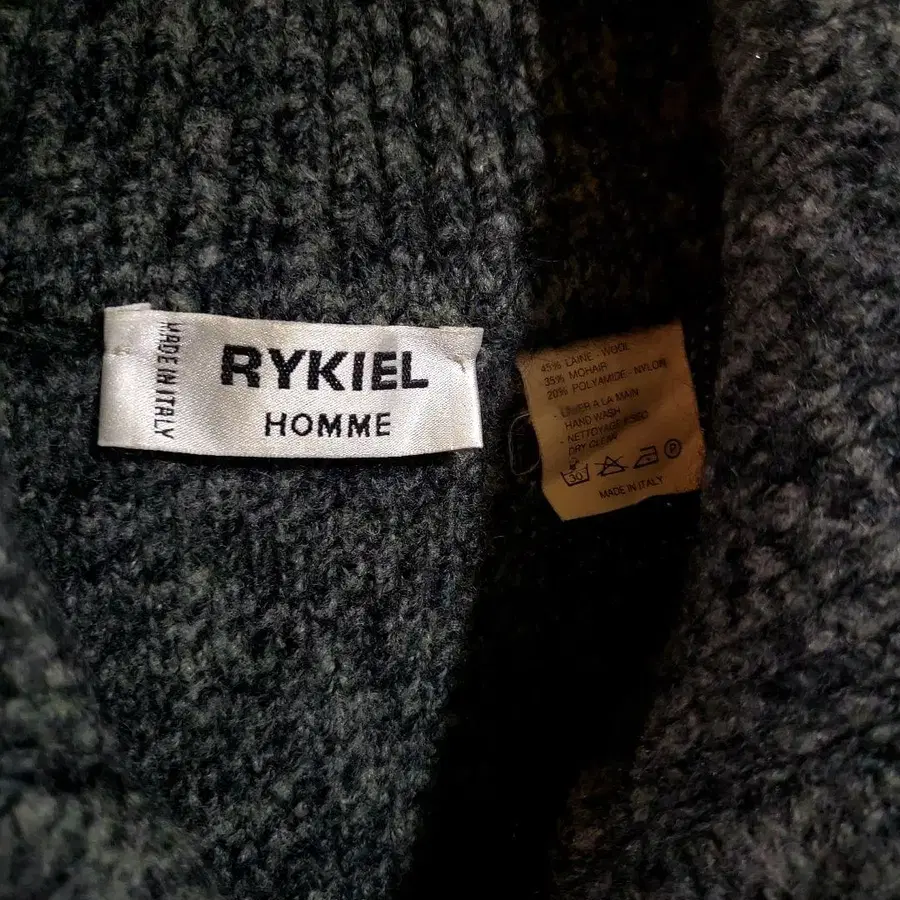 MADE IN ITALY
RYKIEL
HOMME
45% LAINE - WOOL
35% MOHAIR
20% POLYAMIDE - NYLON
- LAVER A LA MAIN
HAND WASH
- NETTOYAGE A SEC
DRY CLEAN
30
P
MADE IN ITALY